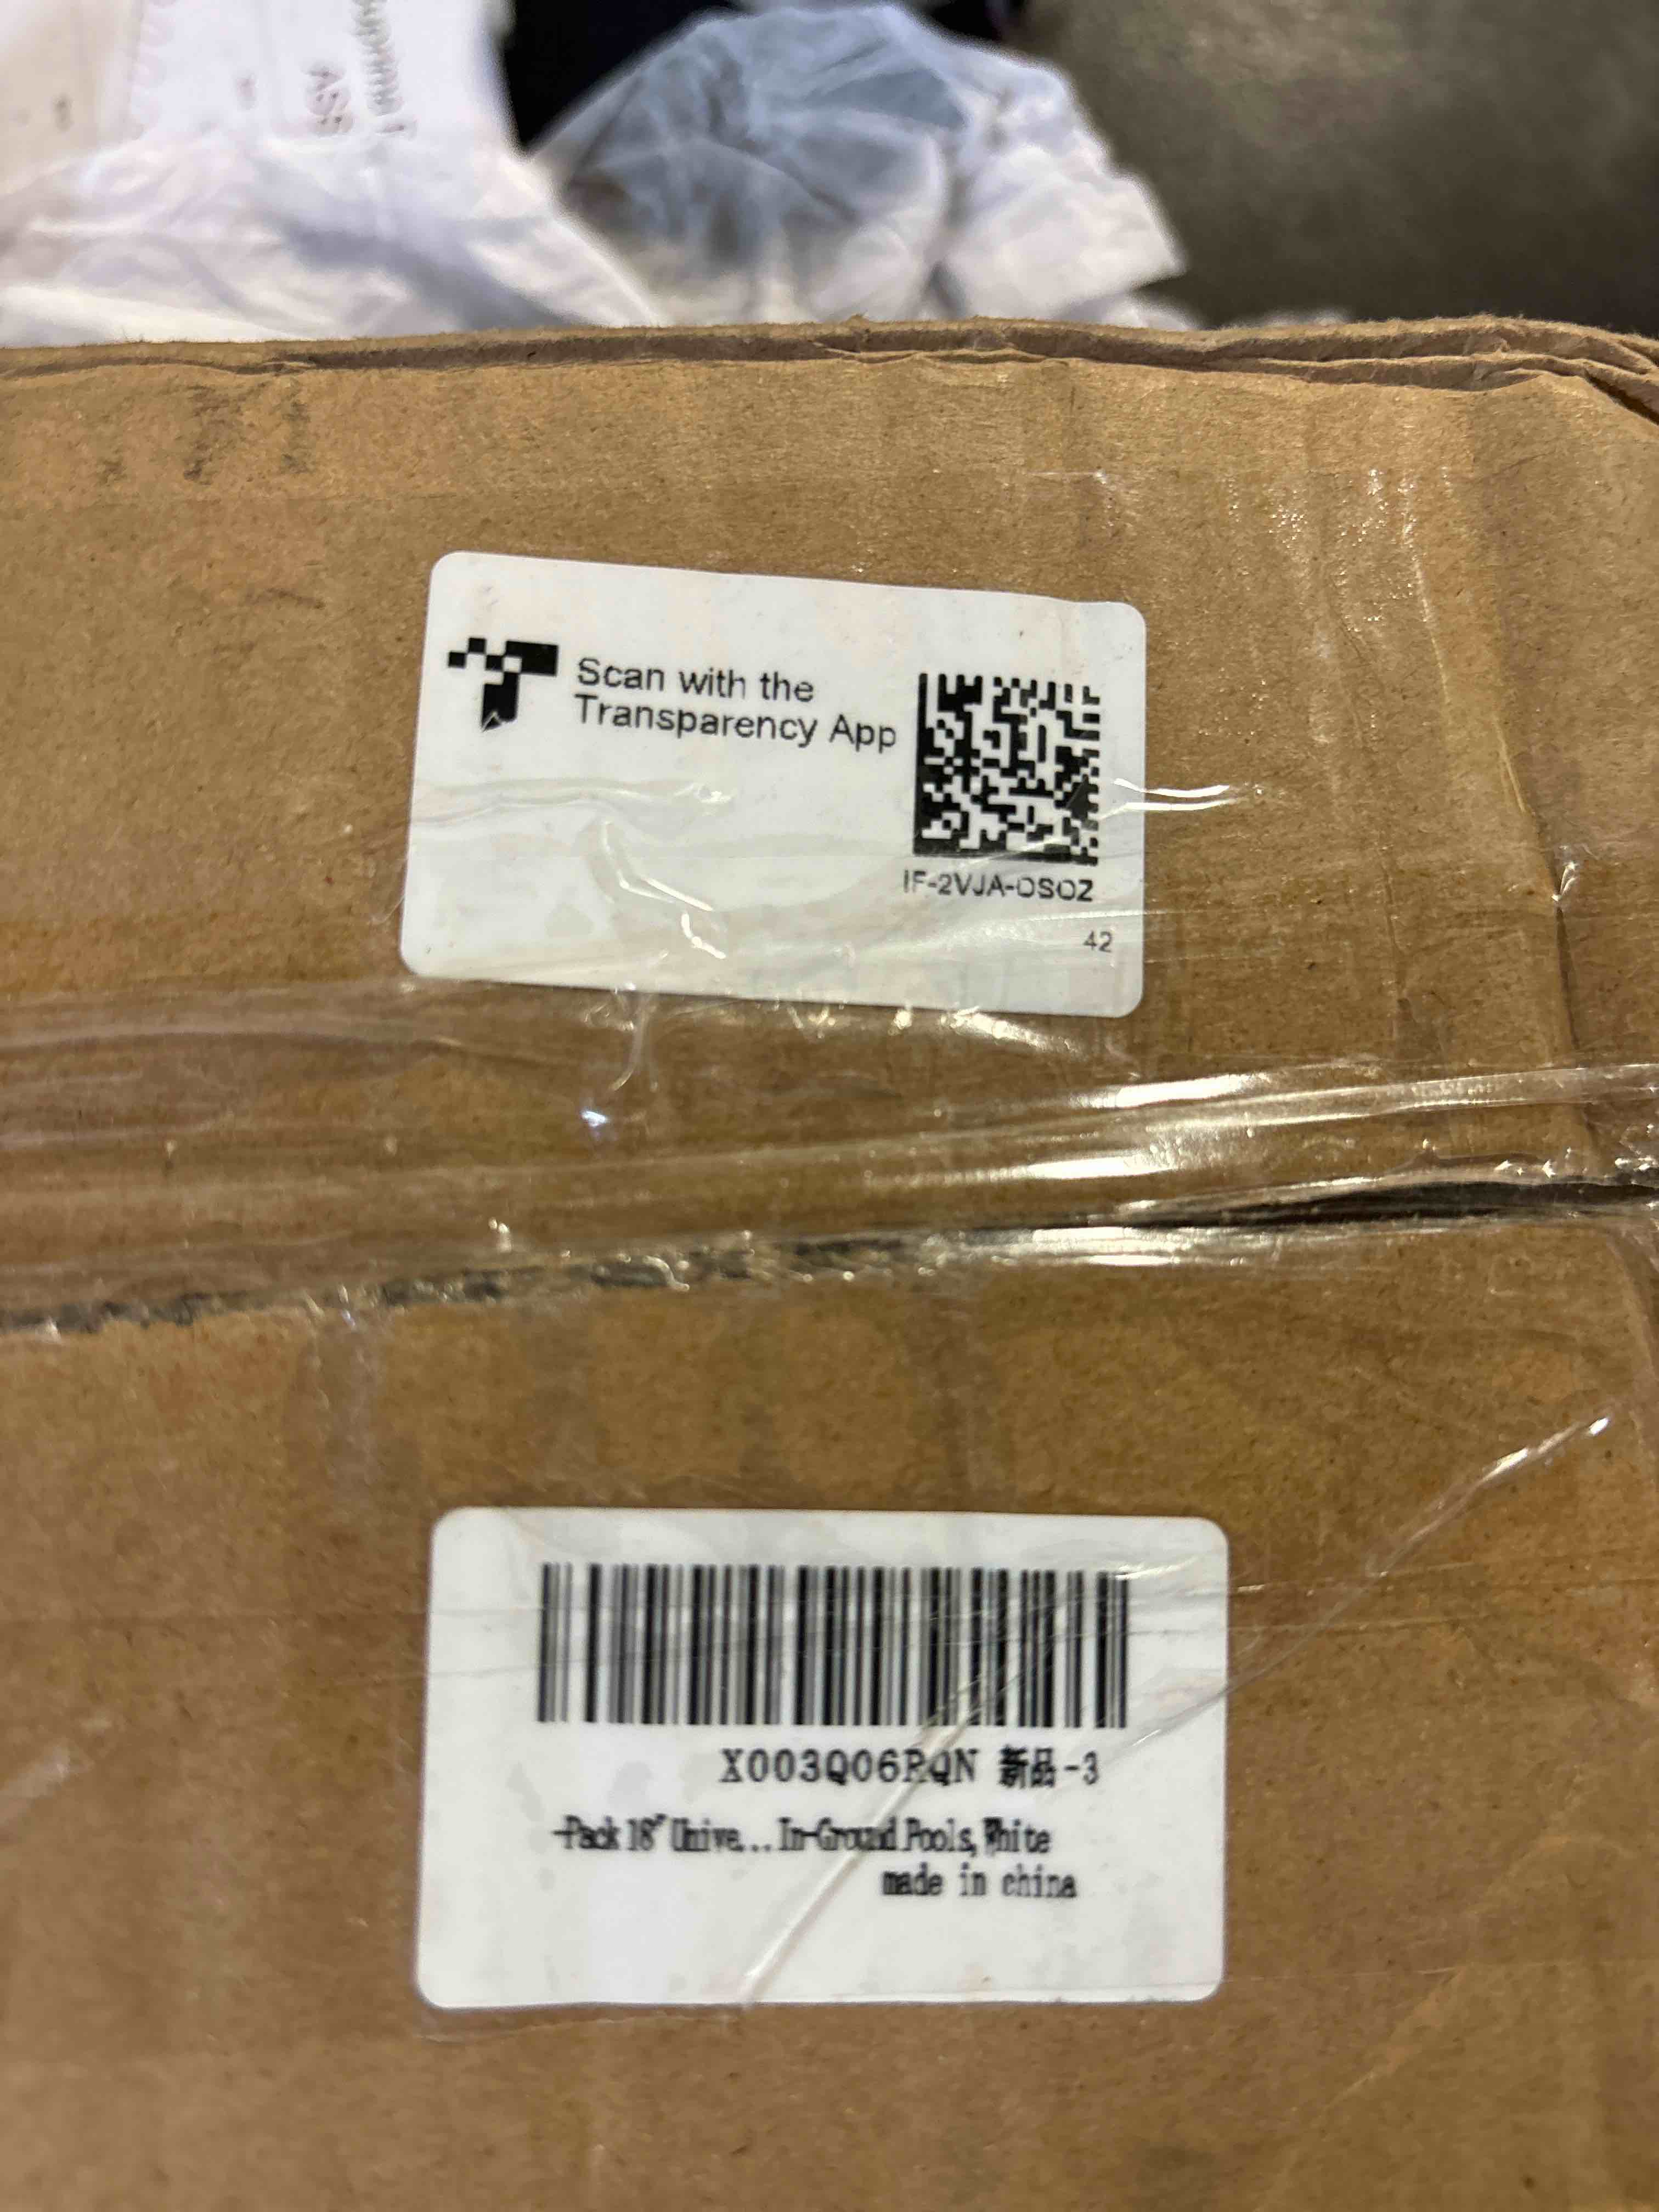 Scan with the
Transparency App
IF-2VJA-OSOZ
42
X003Q06RQN 新品-3
-Pack 18" Unive... In-Ground Pools, White
made in china